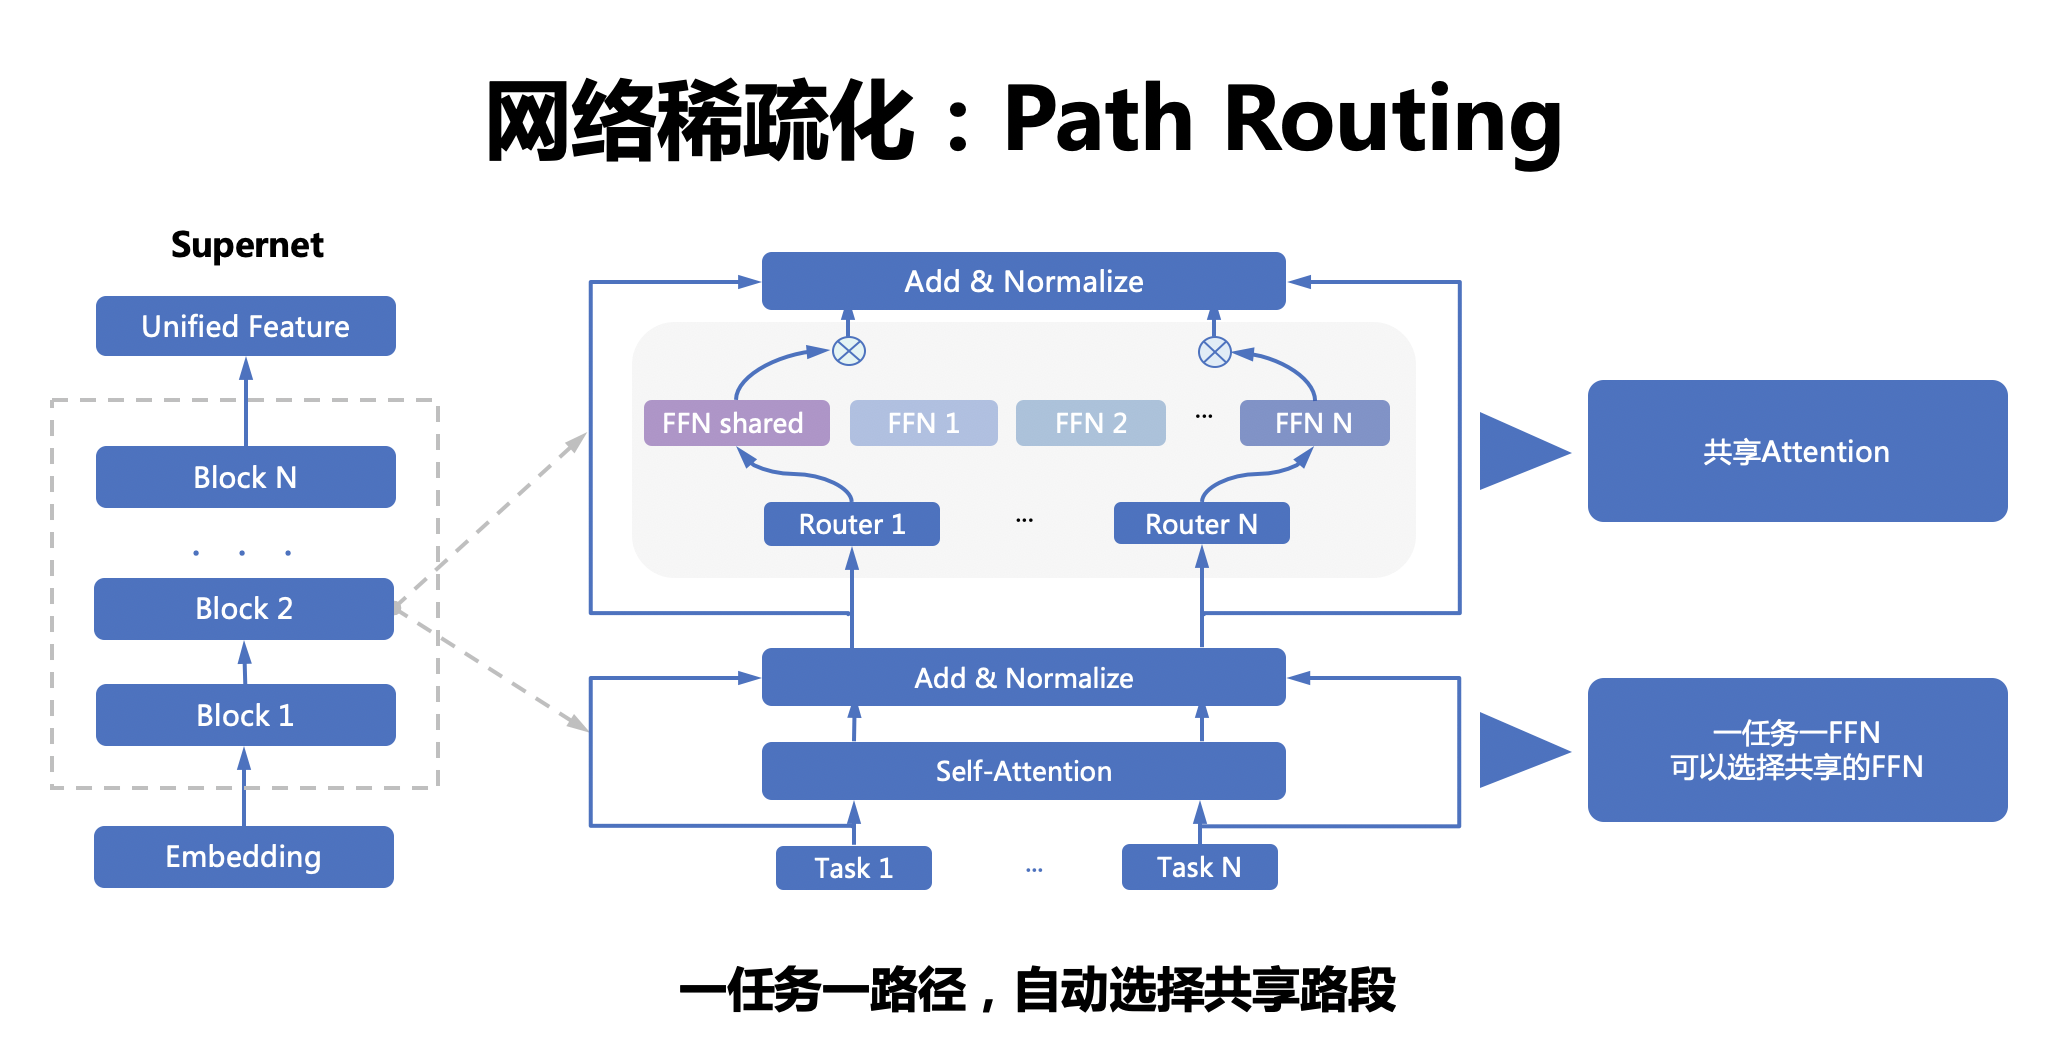 网络稀疏化：Path Routing
Supernet
Unified Feature
Block N
. . .
Block 2
Block 1
Embedding
Add & Normalize
FFN shared
FFN 1
FFN 2
...
FFN N
Router 1
...
Router N
Add & Normalize
Self-Attention
Task 1
...
Task N
共享Attention
一任务一FFN
可以选择共享的FFN
一任务一路径，自动选择共享路段